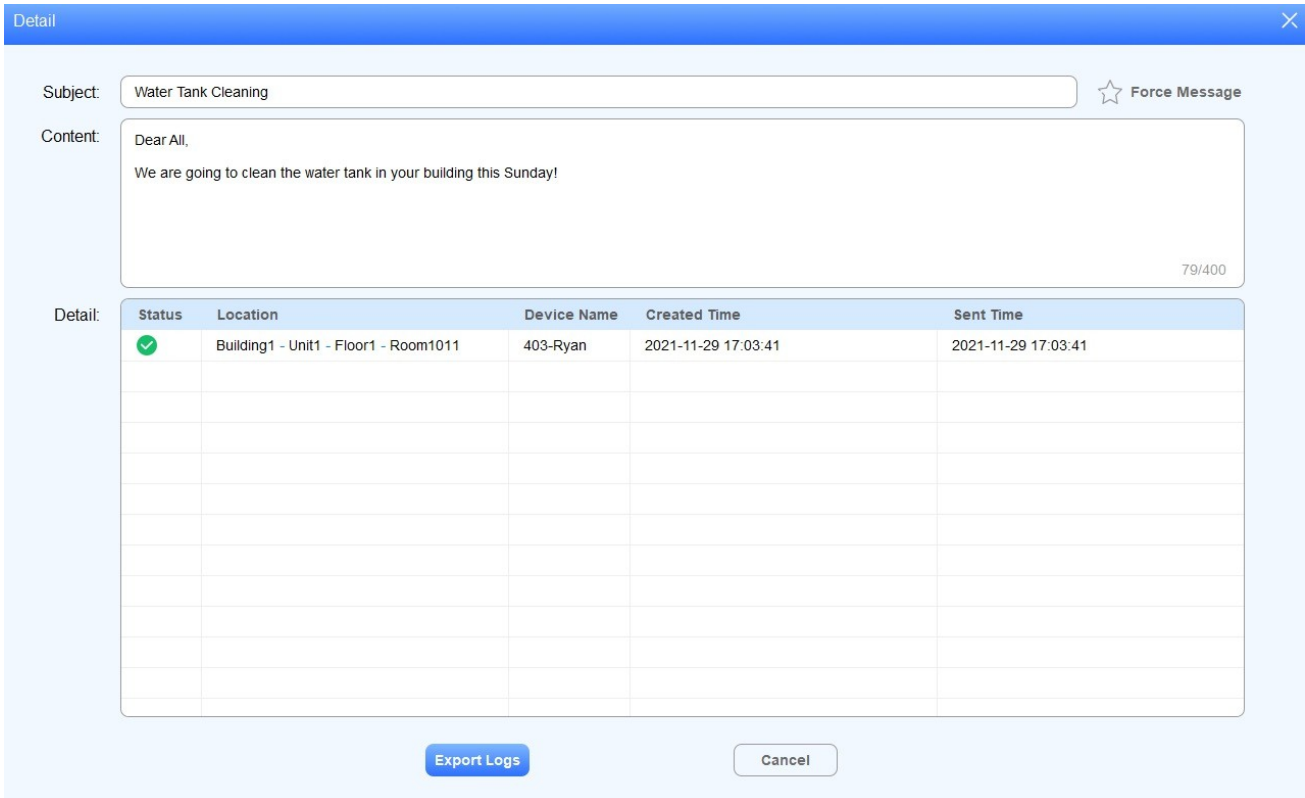 Detail
Subject: Water Tank Cleaning Force Message
Content: Dear All,
We are going to clean the water tank in your building this Sunday!
79/400
Detail: Status Location Device Name Created Time Sent Time
Building1 - Unit1 - Floor1 - Room1011 403-Ryan 2021-11-29 17:03:41 2021-11-29 17:03:41
Export Logs Cancel